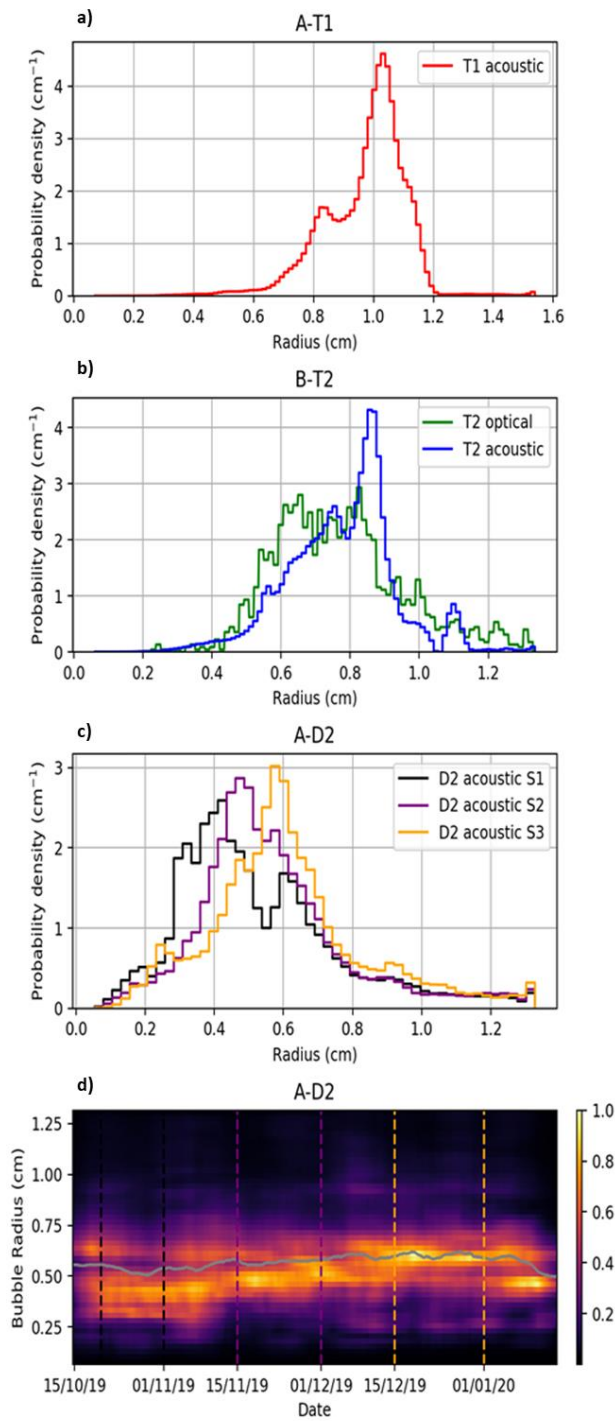 a)
A-T1
T1 acoustic
Probability density (cm⁻¹)
4
3
2
1
0
0.0 0.2 0.4 0.6 0.8 1.0 1.2 1.4 1.6
Radius (cm)
b)
B-T2
T2 optical
T2 acoustic
Probability density (cm⁻¹)
4
3
2
1
0
0.0 0.2 0.4 0.6 0.8 1.0 1.2
Radius (cm)
c)
A-D2
D2 acoustic S1
D2 acoustic S2
D2 acoustic S3
Probability density (cm⁻¹)
3
2
1
0
0.0 0.2 0.4 0.6 0.8 1.0 1.2
Radius (cm)
d)
A-D2
Bubble Radius (cm)
1.25
1.00
0.75
0.50
0.25
1.0
0.8
0.6
0.4
0.2
15/10/19 01/11/19 15/11/19 01/12/19 15/12/19 01/01/20
Date